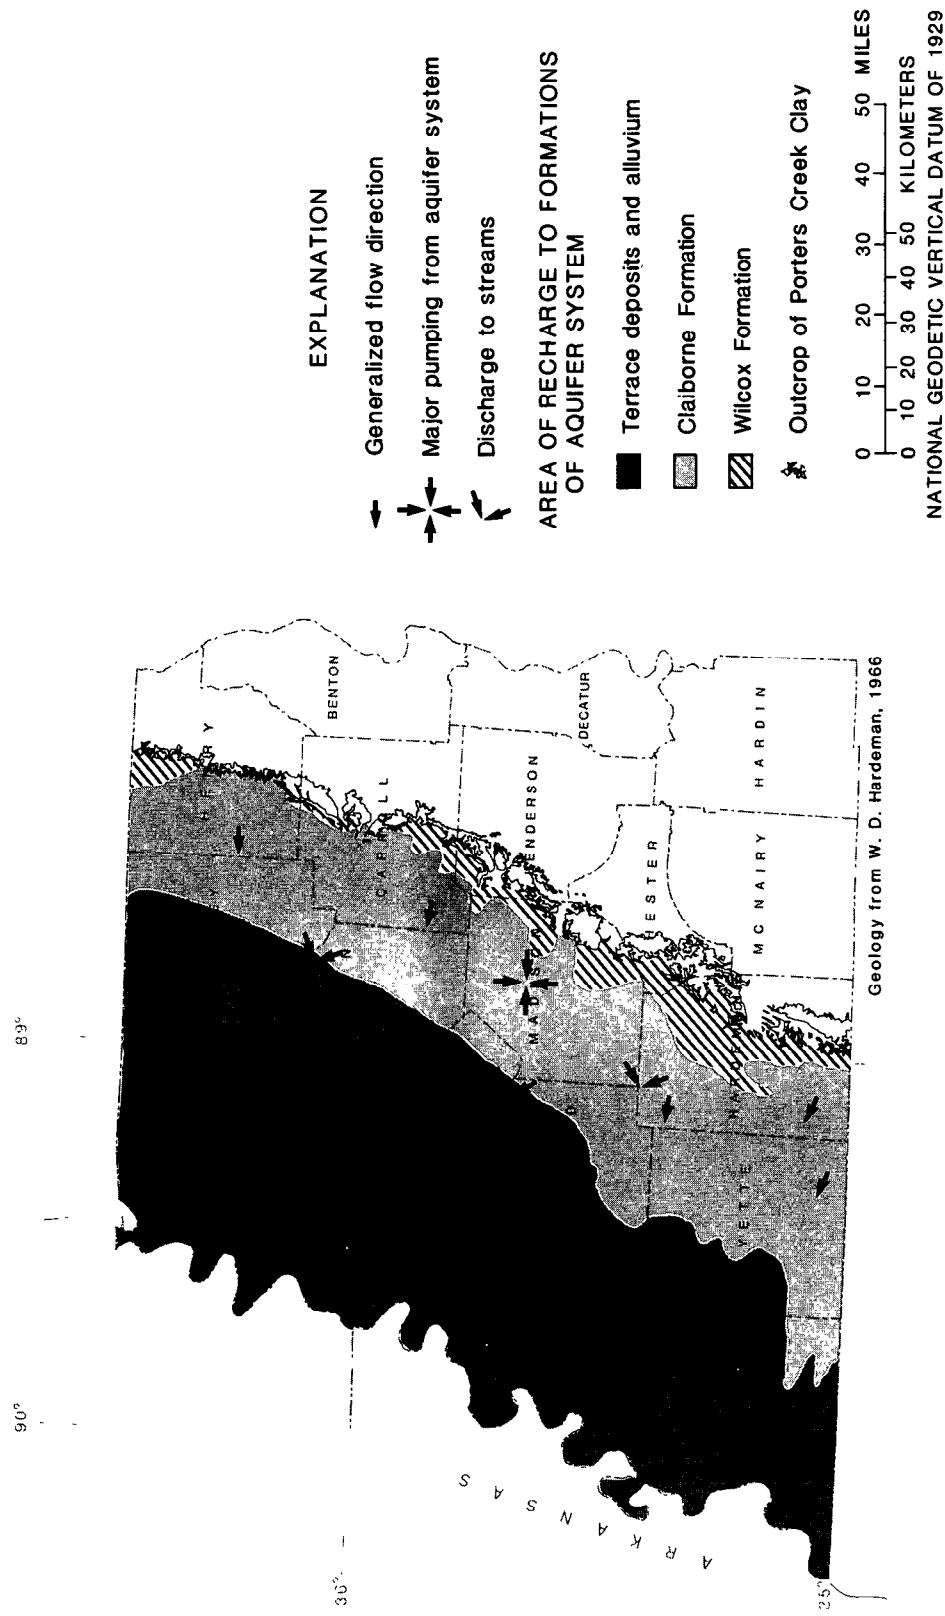 EXPLANATION
Generalized flow direction
Major pumping from aquifer system
Discharge to streams
AREA OF RECHARGE TO FORMATIONS
OF AQUIFER SYSTEM
Terrace deposits and alluvium
Claiborne Formation
Wilcox Formation
Outcrop of Porters Creek Clay
0 10 20 30 40 50 MILES
0 10 20 30 40 50 KILOMETERS
NATIONAL GEODETIC VERTICAL DATUM OF 1929
90°
89°
BENTON
DECATUR
ENDERSON
HARDIN
MCNAIRY
ESTER
YETTE
ARKANSAS
Geology from W. D. Hardeman, 1966